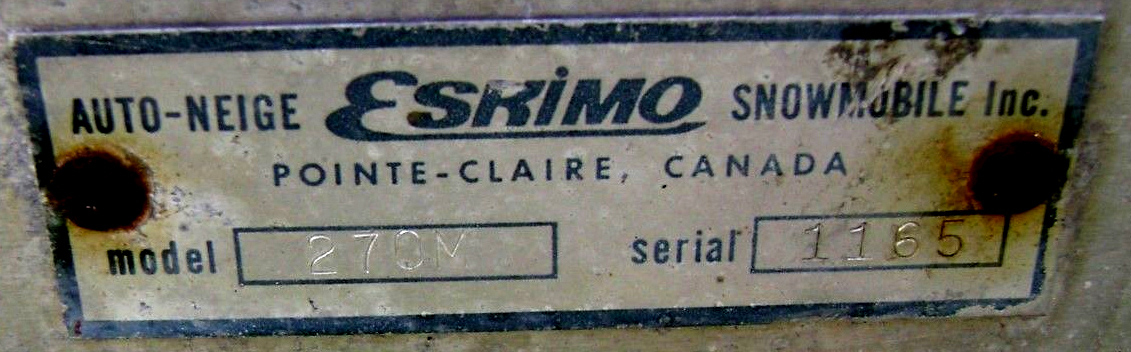 AUTO-NEIGE ESKiMO SNOWMOBILE Inc.
POINTE-CLAIRE, CANADA
model 270M serial 1165